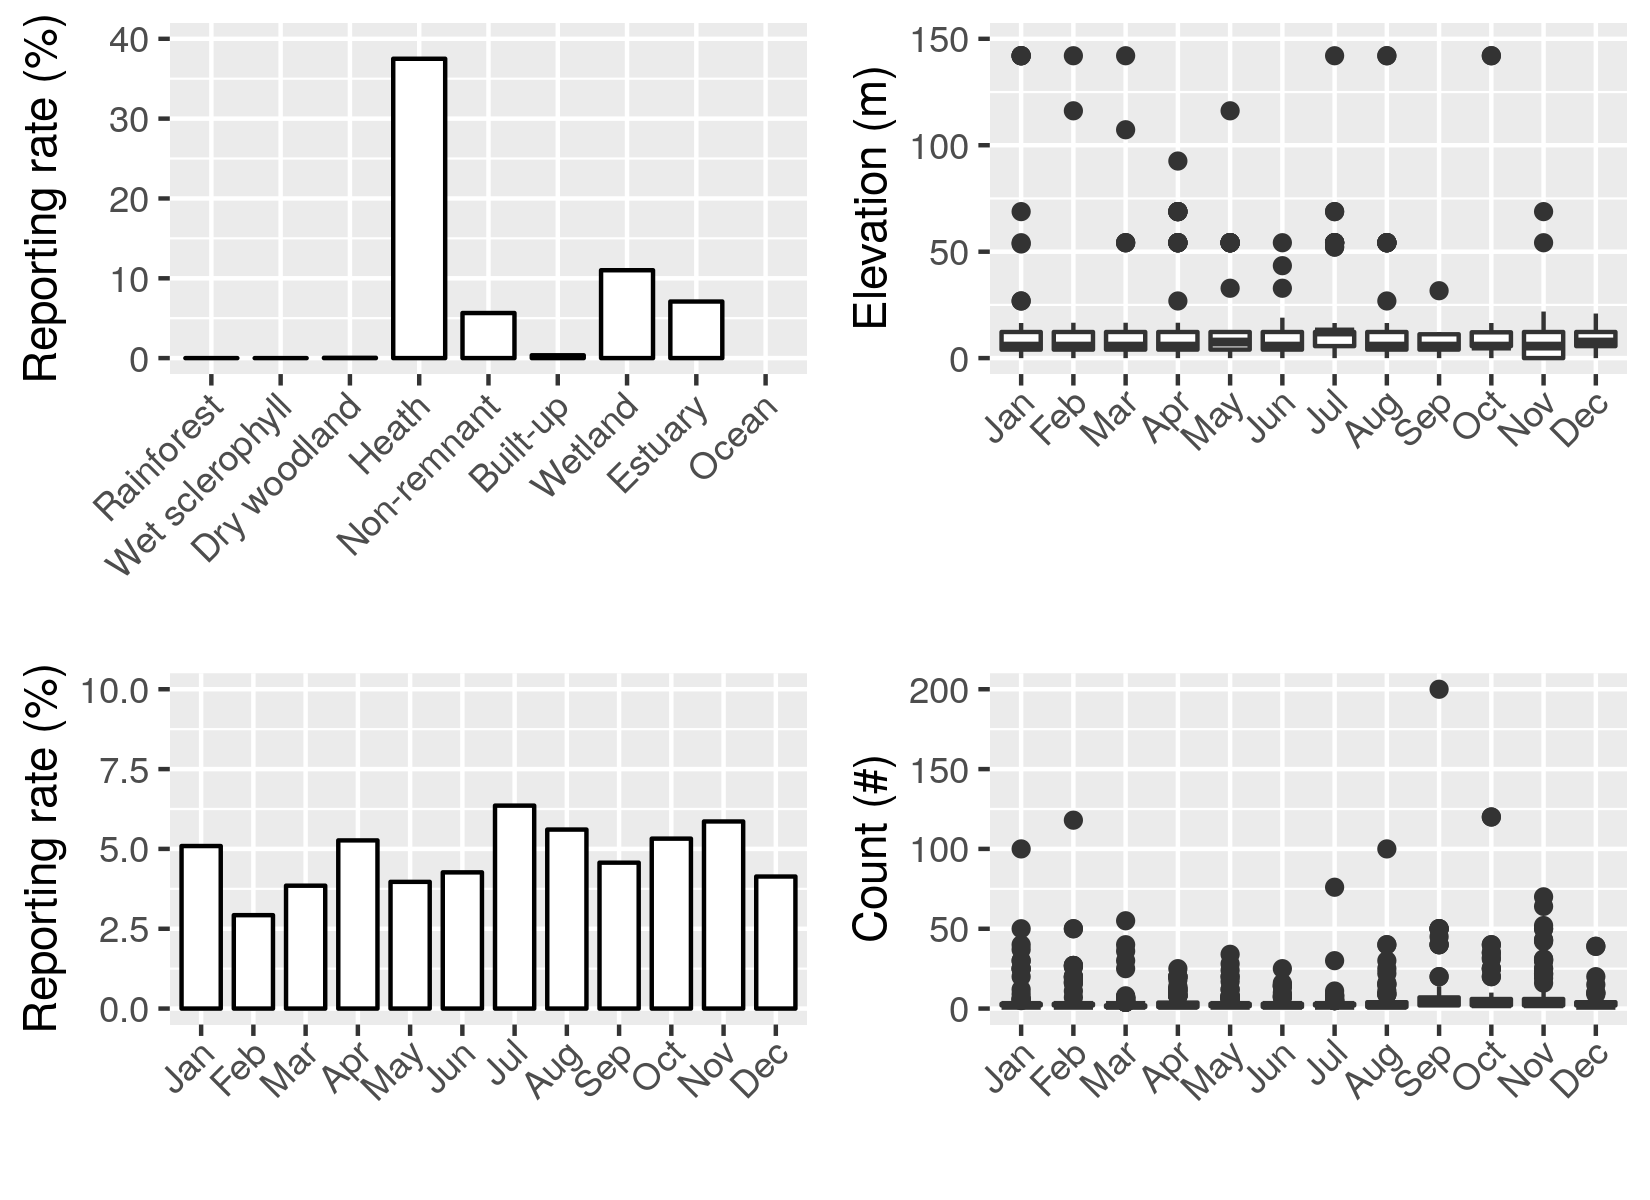 Reporting rate (%)
40
30
20
10
0
Rainforest
Wet sclerophyll
Dry woodland
Heath
Non-remnant
Built-up
Wetland
Estuary
Ocean
Elevation (m)
150
100
50
0
Jan
Feb
Mar
Apr
May
Jun
Jul
Aug
Sep
Oct
Nov
Dec
Reporting rate (%)
10.0
7.5
5.0
2.5
0.0
Jan
Feb
Mar
Apr
May
Jun
Jul
Aug
Sep
Oct
Nov
Dec
Count (#)
200
150
100
50
0
Jan
Feb
Mar
Apr
May
Jun
Jul
Aug
Sep
Oct
Nov
Dec